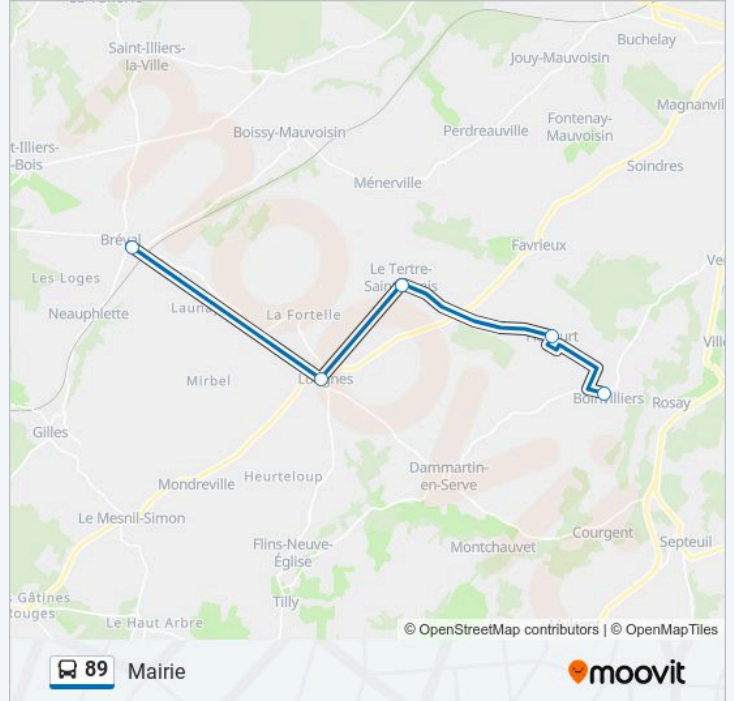 Saint-Illiers-
la-Ville
Buchelay
Jouy-Mauvoisin
Magnanvil
Fontenay-
Mauvoisin
Boissy-Mauvoisin
Perdreauville
t-Illiers-
-Bois
Soindres
Ménerville
Favrieux
Les Loges
Le Tertre-
Neauphlette
La Fortelle
Mirbel
Boinvilliers
Rosay
Gilles
Dammartin-
en-Serve
Heurteloup
Mondreville
Le Mesnil-Simon
Courgent
Septeuil
Flins-Neuve-
Église
Montchauvet
Tilly
Gâtines
Rouges
Le Haut Arbre
© OpenStreetMap contributors | © OpenMapTiles
89 Mairie
moovit